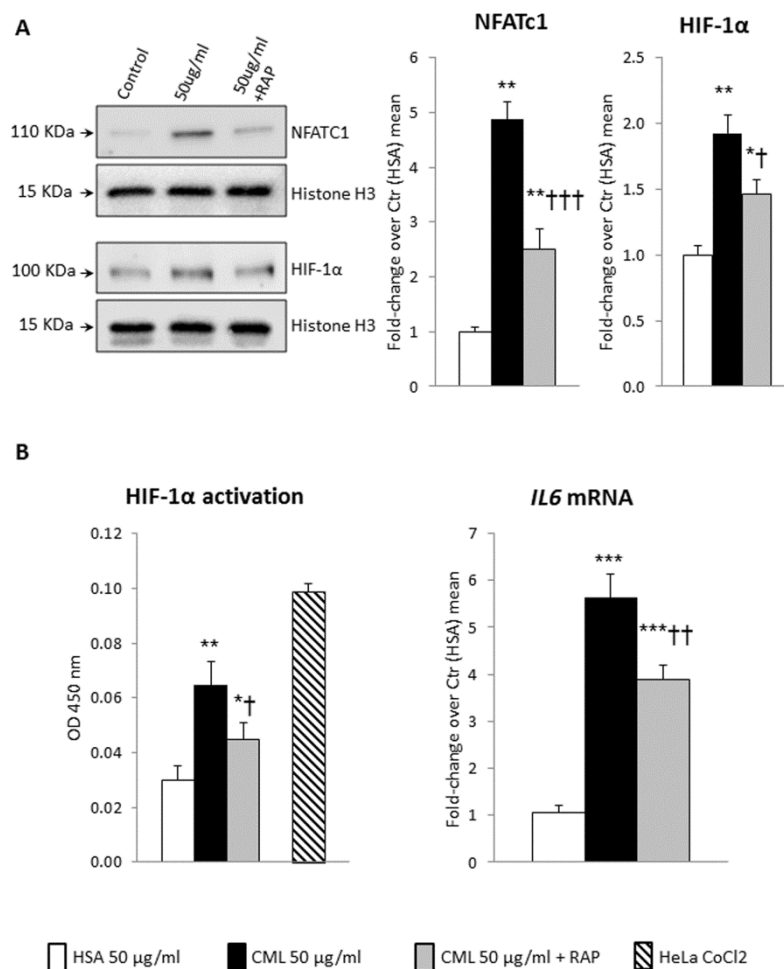 A
Control
50ug/ml
50ug/ml
+RAP
110 KDa
NFATC1
15 KDa
Histone H3
100 KDa
HIF-1α
15 KDa
Histone H3
NFATc1
Fold-change over Ctr (HSA) mean
6
5
4
3
2
1
0
**
**†††
HIF-1α
Fold-change over Ctr (HSA) mean
2.5
2.0
1.5
1.0
0.5
0.0
**
*†
B
HIF-1α activation
OD 450 nm
0.12
0.10
0.08
0.06
0.04
0.02
0.00
**
*†
IL6 mRNA
Fold-change over Ctr (HSA) mean
7
6
5
4
3
2
1
0
***
***††
HSA 50 µg/ml
CML 50 µg/ml
CML 50 µg/ml + RAP
HeLa CoCl2